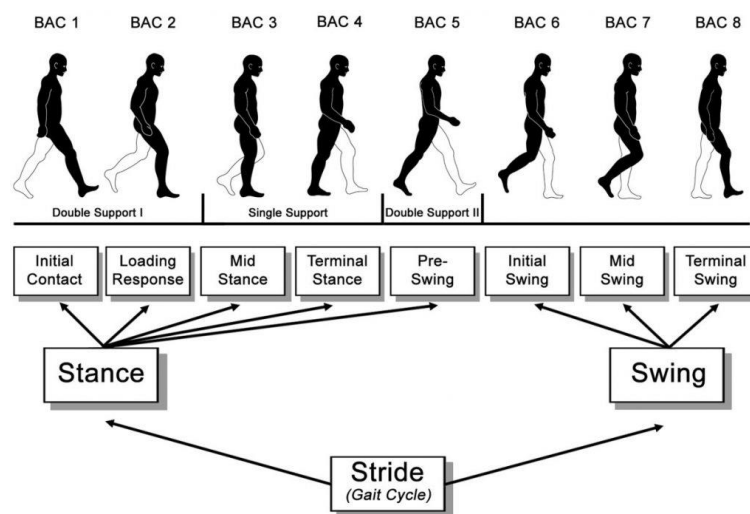 BAC 1 BAC 2 BAC 3 BAC 4 BAC 5 BAC 6 BAC 7 BAC 8
Double Support I Single Support Double Support II
Initial Contact
Loading Response
Mid Stance
Terminal Stance
Pre-Swing
Initial Swing
Mid Swing
Terminal Swing
Stance Swing
Stride
(Gait Cycle)